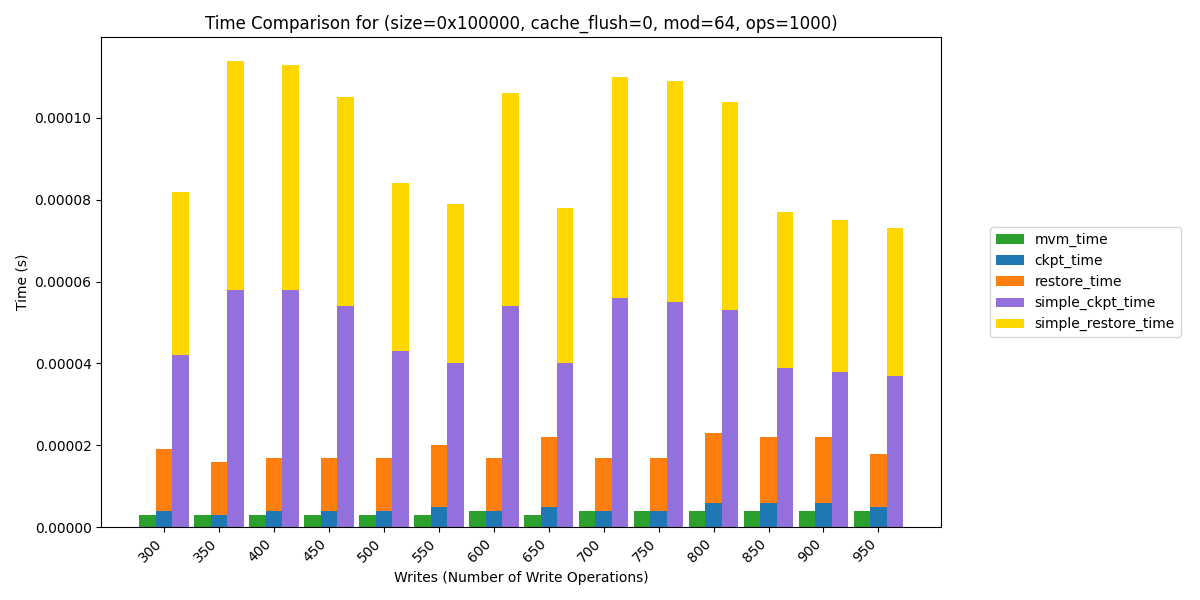 Time Comparison for (size=0x100000, cache_flush=0, mod=64, ops=1000)
Time (s)
0.00010
0.00008
0.00006
0.00004
0.00002
0.00000
300
350
400
450
500
550
600
650
700
750
800
850
900
950
Writes (Number of Write Operations)
mvm_time
ckpt_time
restore_time
simple_ckpt_time
simple_restore_time